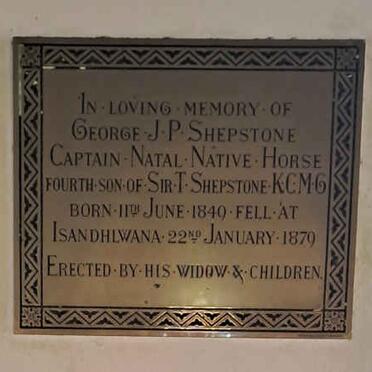 IN · LOVING · MEMORY · OF
GEORGE · J · P · SHEPSTONE
CAPTAIN · NATAL · NATIVE · HORSE
FOURTH · SON · OF · SIR · T · SHEPSTONE · K · C · M · G
BORN · 11TH JUNE 1849 · FELL · AT
ISANDHLWANA · 22ND JANUARY · 1879
ERECTED · BY · HIS · WIDOW · & · CHILDREN.